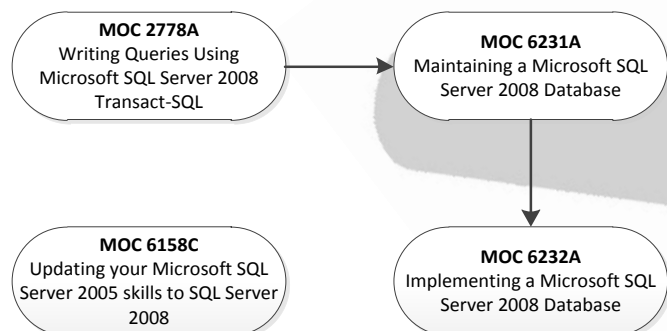 MOC 2778A
Writing Queries Using
Microsoft SQL Server 2008
Transact-SQL
MOC 6231A
Maintaining a Microsoft SQL
Server 2008 Database
MOC 6158C
Updating your Microsoft SQL
Server 2005 skills to SQL Server
2008
MOC 6232A
Implementing a Microsoft SQL
Server 2008 Database